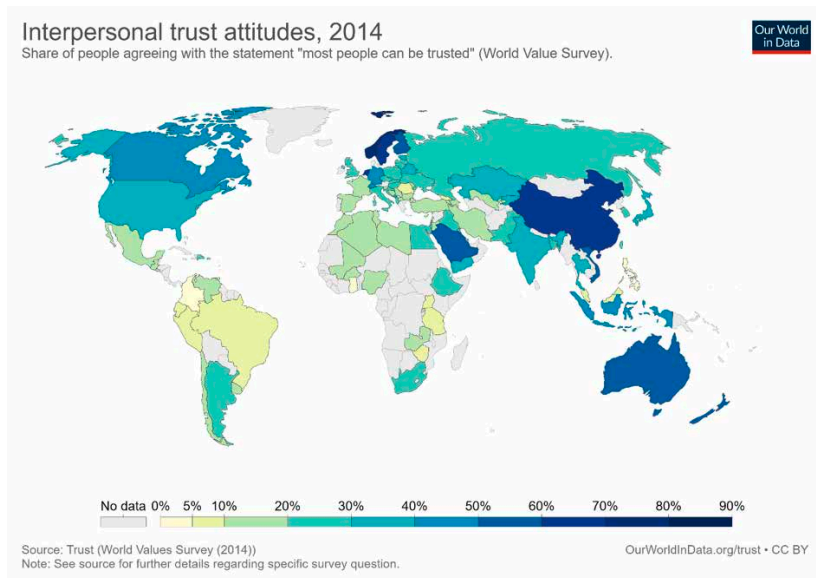 Interpersonal trust attitudes, 2014
Share of people agreeing with the statement "most people can be trusted" (World Value Survey).
Our World
in Data
No data 0% 5% 10% 20% 30% 40% 50% 60% 70% 80% 90%
Source: Trust (World Values Survey (2014))
OurWorldInData.org/trust • CC BY
Note: See source for further details regarding specific survey question.